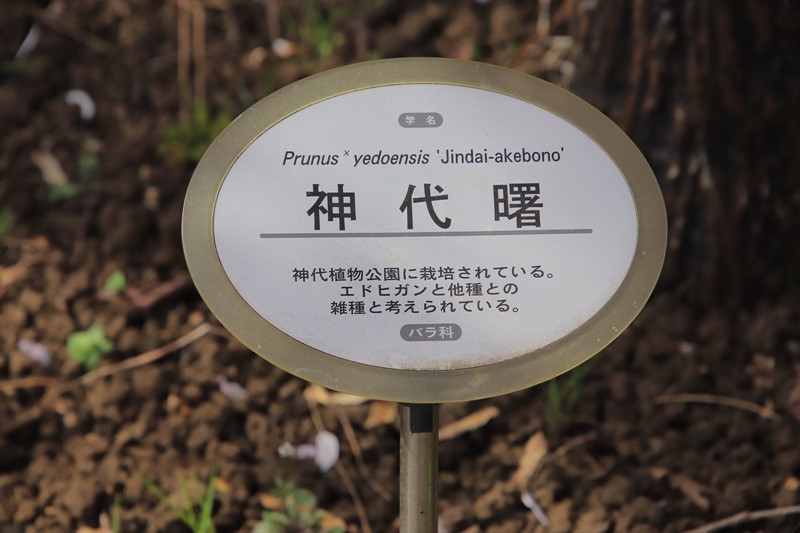 学名
Prunus × yedoensis 'Jindai-akebono'
神代曙
神代植物公園に栽培されている。
エドヒガンと他種との
雑種と考えられている。
バラ科